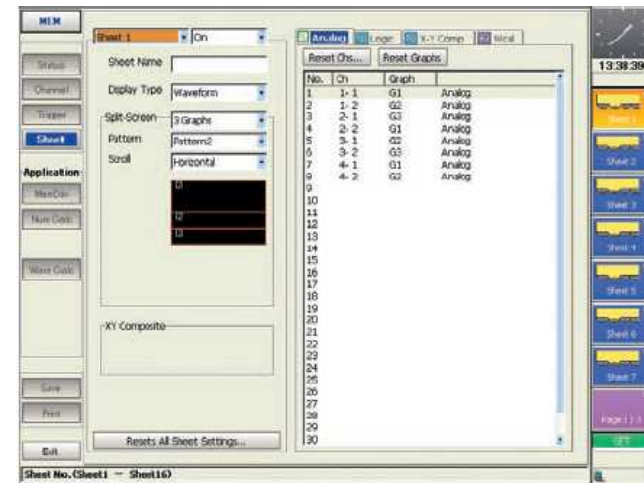 MEM
Status
Channel
Trigger
Sheet
Application
Num Calc
Wave Calc
Save
Print
Exit
Sheet 1
On
Sheet Name
Display Type
Waveform
Split-Screen
3 Graphs
Pattern
Pattern2
Scroll
Horizontal
G1
G2
G3
XY Composite
Resets All Sheet Settings...
Analog
Logic
X-Y Comp
Reset Chs...
Reset Graphs
No. Ch Graph
1 1- 1 G1 Analog
2 1- 2 G2 Analog
3 2- 1 G3 Analog
4 2- 2 G1 Analog
5 3- 1 G2 Analog
6 3- 2 G3 Analog
7 4- 1 G1 Analog
8 4- 2 G2 Analog
9
10
11
12
13
14
15
16
17
18
19
20
21
22
23
24
25
26
27
28
29
30
13:38:39
Sheet 1
Sheet 2
Sheet 3
Sheet 4
Sheet 5
Sheet 6
Sheet 7
SET
Sheet No.(Sheet1 - Sheet16)